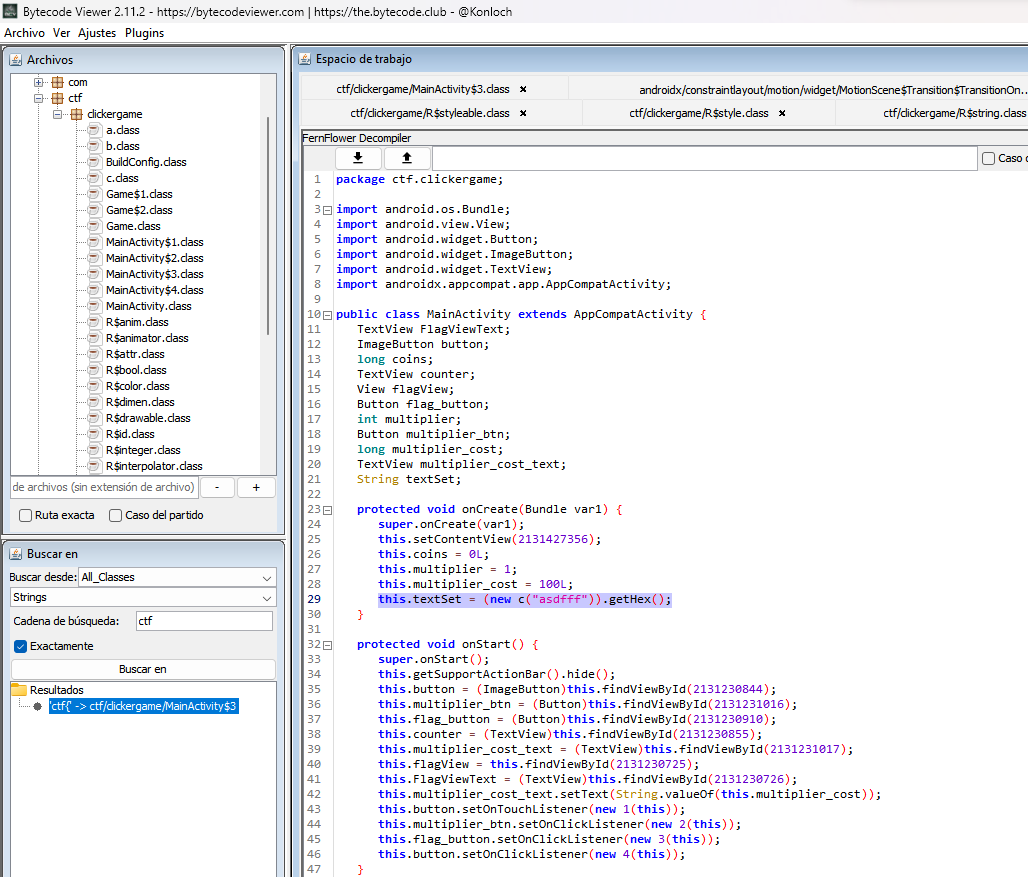 Bytecode Viewer 2.11.2 - https://bytecodeviewer.com | https://the.bytecode.club - @Konloch
Archivo Ver Ajustes Plugins
Archivos
com
ctf
clickergame
a.class
b.class
BuildConfig.class
c.class
Game$1.class
Game$2.class
Game.class
MainActivity$1.class
MainActivity$2.class
MainActivity$3.class
MainActivity$4.class
MainActivity.class
R$anim.class
R$animator.class
R$attr.class
R$bool.class
R$color.class
R$dimen.class
R$drawable.class
R$id.class
R$integer.class
R$interpolator.class
de archivos (sin extensión de archivo) - +
Ruta exacta Caso del partido
Buscar en
Buscar desde: All_Classes
Strings
Cadena de búsqueda: ctf
Exactamente
Buscar en
Resultados
'ctf{' -> ctf/clickergame/MainActivity$3
Espacio de trabajo
ctf/clickergame/MainActivity$3.class × androidx/constraintlayout/motion/widget/MotionScene$Transition$TransitionOn...
ctf/clickergame/R$styleable.class × ctf/clickergame/R$style.class × ctf/clickergame/R$string.class
FernFlower Decompiler
Caso
1 package ctf.clickergame;
2
3 import android.os.Bundle;
4 import android.view.View;
5 import android.widget.Button;
6 import android.widget.ImageButton;
7 import android.widget.TextView;
8 import androidx.appcompat.app.AppCompatActivity;
9
10 public class MainActivity extends AppCompatActivity {
11 TextView FlagViewText;
12 ImageButton button;
13 long coins;
14 TextView counter;
15 View flagView;
16 Button flag_button;
17 int multiplier;
18 Button multiplier_btn;
19 long multiplier_cost;
20 TextView multiplier_cost_text;
21 String textSet;
22
23 protected void onCreate(Bundle var1) {
24 super.onCreate(var1);
25 this.setContentView(2131427356);
26 this.coins = 0L;
27 this.multiplier = 1;
28 this.multiplier_cost = 100L;
29 this.textSet = (new c("asdfff")).getHex();
30 }
31
32 protected void onStart() {
33 super.onStart();
34 this.getSupportActionBar().hide();
35 this.button = (ImageButton)this.findViewById(2131230844);
36 this.multiplier_btn = (Button)this.findViewById(2131231016);
37 this.flag_button = (Button)this.findViewById(2131230910);
38 this.counter = (TextView)this.findViewById(2131230855);
39 this.multiplier_cost_text = (TextView)this.findViewById(2131231017);
40 this.flagView = this.findViewById(2131230725);
41 this.FlagViewText = (TextView)this.findViewById(2131230726);
42 this.multiplier_cost_text.setText(String.valueOf(this.multiplier_cost));
43 this.button.setOnTouchListener(new 1(this));
44 this.multiplier_btn.setOnClickListener(new 2(this));
45 this.flag_button.setOnClickListener(new 3(this));
46 this.button.setOnClickListener(new 4(this));
47 }